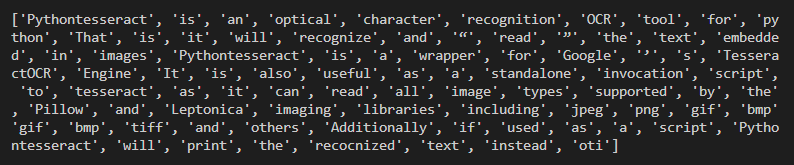 ['Pythontesseract', 'is', 'an', 'optical', 'character', 'recognition', 'OCR', 'tool', 'for', 'py
thon', 'That', 'is', 'it', 'will', 'recognize', 'and', '“', 'read', '”', 'the', 'text', 'embedde
d', 'in', 'images', 'Pythontesseract', 'is', 'a', 'wrapper', 'for', 'Google', '’', 's', 'Tessera
ctOCR', 'Engine', 'It', 'is', 'also', 'useful', 'as', 'a', 'standalone', 'invocation', 'script',
 'to', 'tesseract', 'as', 'it', 'can', 'read', 'all', 'image', 'types', 'supported', 'by', 'the'
, 'Pillow', 'and', 'Leptonica', 'imaging', 'libraries', 'including', 'jpeg', 'png', 'gif', 'bmp'
'gif', 'bmp', 'tiff', 'and', 'others', 'Additionally', 'if', 'used', 'as', 'a', 'script', 'Pytho
ntesseract', 'will', 'print', 'the', 'recocnized', 'text', 'instead', 'oti']